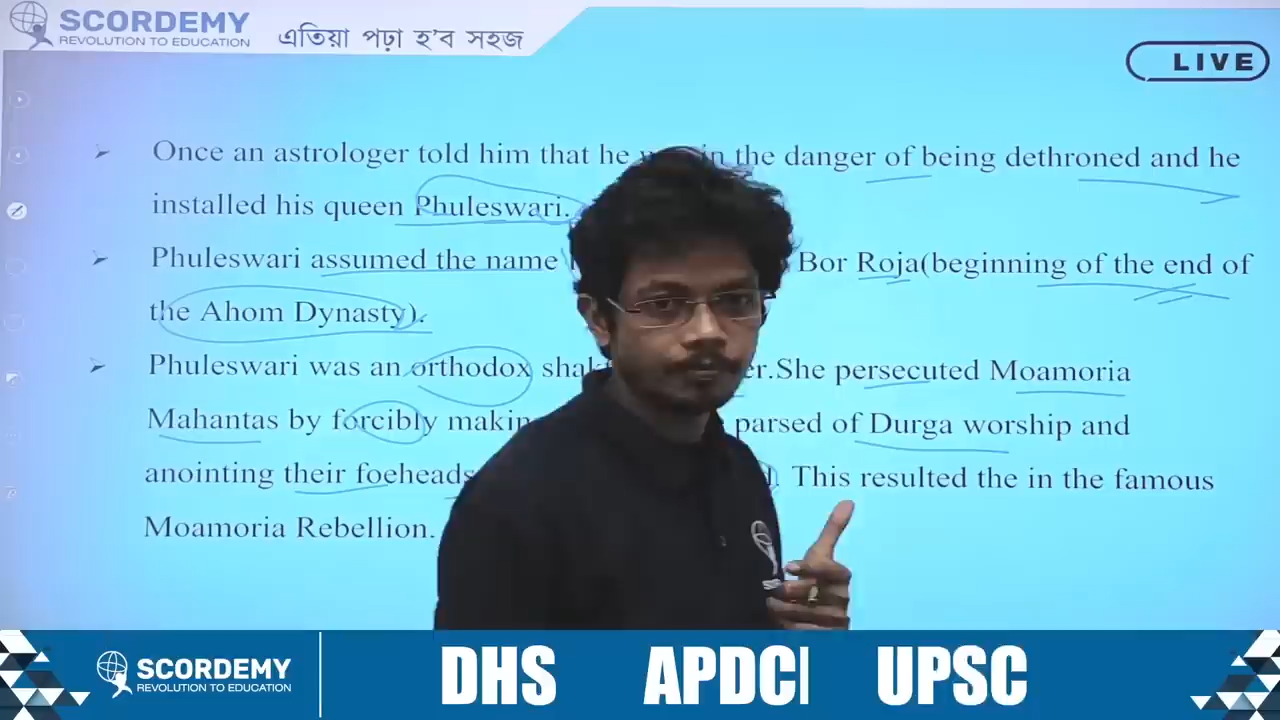 SCORDEMY
REVOLUTION TO EDUCATION
এতিয়া পঢ়া হ'ব সহজ
LIVE
Once an astrologer told him that he in the danger of being dethroned and he
installed his queen Phuleswari.
Phuleswari assumed the name Bor Roja(beginning of the end of
the Ahom Dynasty).
Phuleswari was an orthodox She persecuted Moamoria
Mahantas by forcibly parsed of Durga worship and
anointing their foeheads This resulted the in the famous
Moamoria Rebellion.
SCORDEMY
REVOLUTION TO EDUCATION
DHS APDCl UPSC